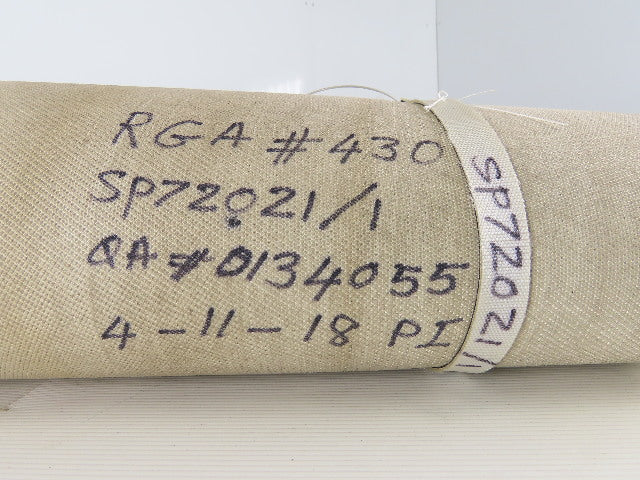 RGA # 430
SP72021/1
QA #0134055
4-11-18 PI
SP72021/1